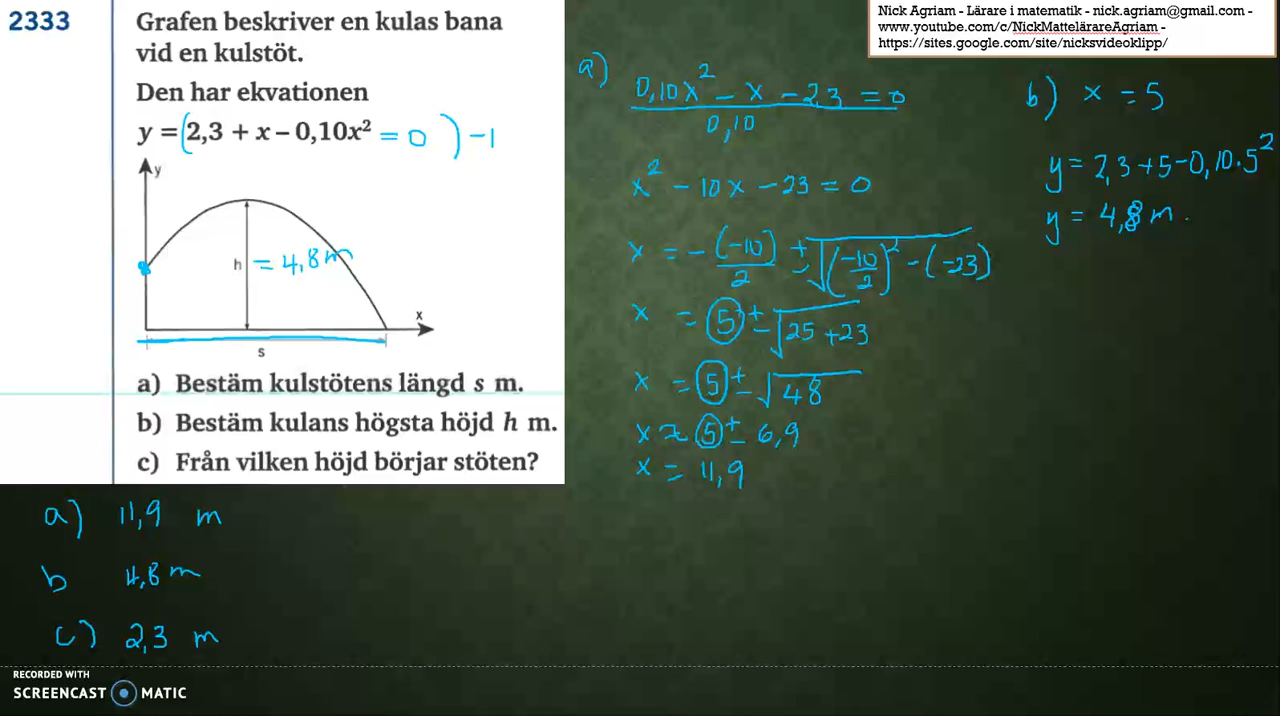 2333
Grafen beskriver en kulas bana
vid en kulstöt.
Den har ekvationen
y = (2,3 + x – 0,10x² = 0 ) –1
y
h = 4,8 m
x
s
a) Bestäm kulstötens längd s m.
b) Bestäm kulans högsta höjd h m.
c) Från vilken höjd börjar stöten?
a) 11,9 m
b 4,8 m
c) 2,3 m
Nick Agriam - Lärare i matematik - nick.agriam@gmail.com -
www.youtube.com/c/NickMattelärareAgriam -
https://sites.google.com/site/nicksvideoklipp/
a)
0,10x² – x – 2,3 = 0
0,10
x² – 10x – 23 = 0
x = – (–10)/2 ± √((–10/2)² – (–23))
x = 5 ± √25 + 23
x = 5 ± √48
x ≈ 5 ± 6,9
x = 11,9
b) x = 5
y = 2,3 + 5 – 0,10 · 5²
y = 4,8 m .
RECORDED WITH
SCREENCAST MATIC